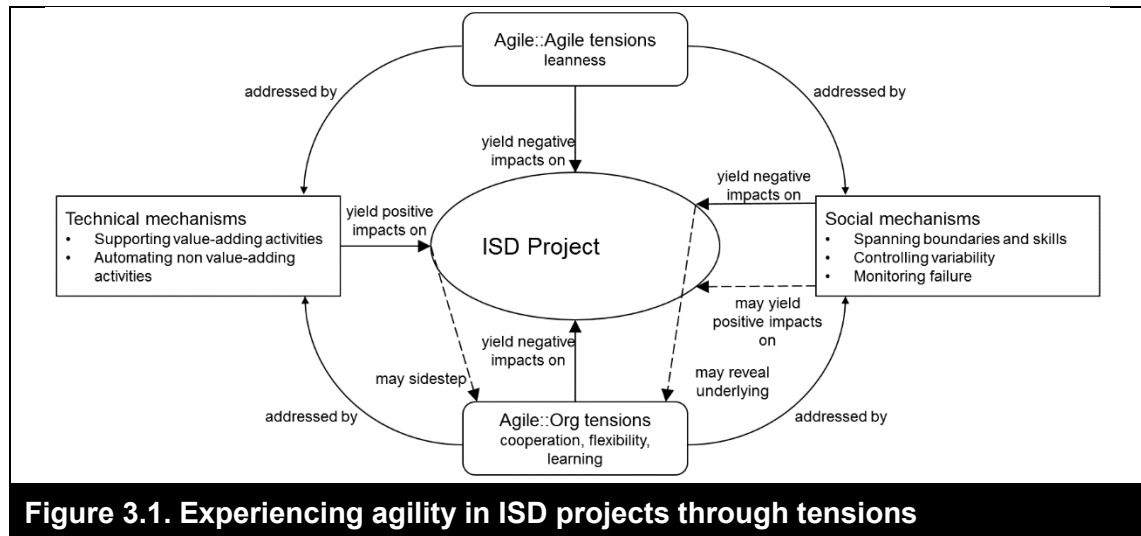 Agile::Agile tensions
leanness
addressed by
addressed by
yield negative
impacts on
yield negative
impacts on
Technical mechanisms
• Supporting value-adding activities
• Automating non value-adding
activities
yield positive
impacts on
ISD Project
Social mechanisms
• Spanning boundaries and skills
• Controlling variability
• Monitoring failure
may yield
positive impacts
on
yield negative
impacts on
may sidestep
may reveal
underlying
addressed by
addressed by
Agile::Org tensions
cooperation, flexibility,
learning
Figure 3.1. Experiencing agility in ISD projects through tensions